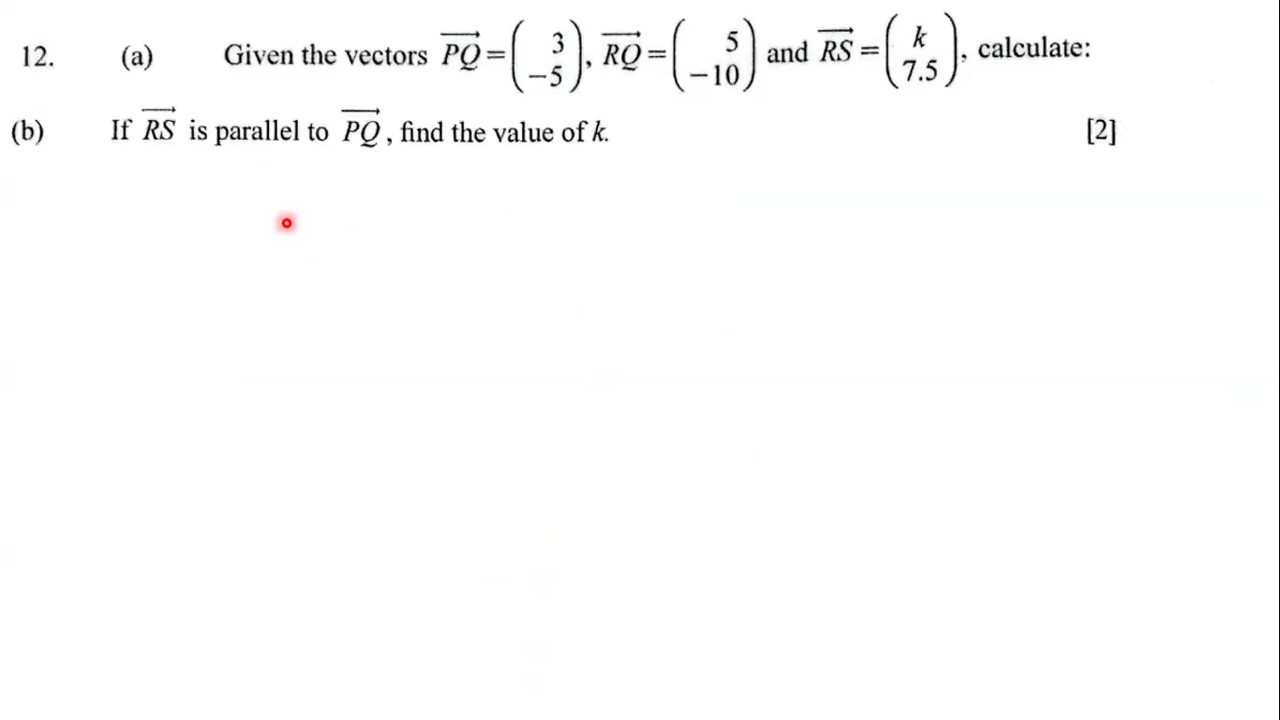 12. (a) Given the vectors $\overrightarrow{PQ}=\begin{pmatrix}3\\-5\end{pmatrix}$, $\overrightarrow{RQ}=\begin{pmatrix}5\\-10\end{pmatrix}$ and $\overrightarrow{RS}=\begin{pmatrix}k\\7.5\end{pmatrix}$, calculate:
(b) If $\overrightarrow{RS}$ is parallel to $\overrightarrow{PQ}$, find the value of k. [2]